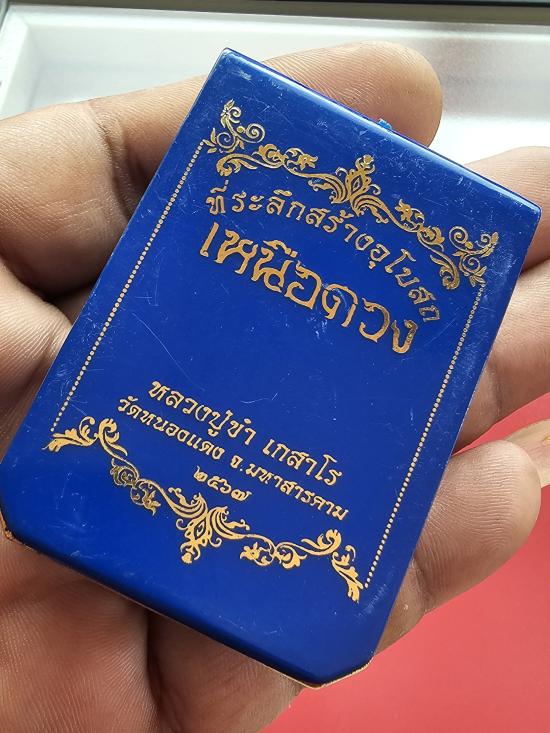 ที่ระลึกสร้างอุโบสถ
เหนือดวง
หลวงปู่ขำ เกสาโร
วัดหนองแดง จ.มหาสารคาม
๒๕๖๗